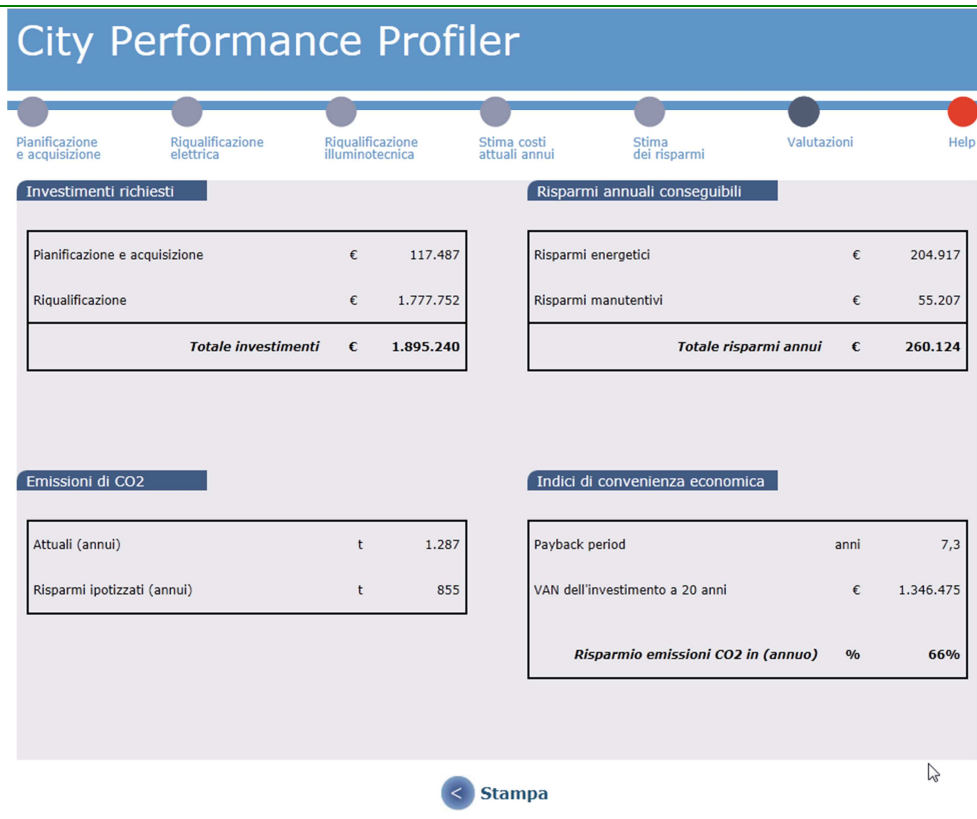 City Performance Profiler
Pianificazione
e acquisizione
Riqualificazione
elettrica
Riqualificazione
illuminotecnica
Stima costi
attuali annui
Stima
dei risparmi
Valutazioni
Help
Investimenti richiesti
Pianificazione e acquisizione € 117.487
Riqualificazione € 1.777.752
Totale investimenti € 1.895.240
Risparmi annuali conseguibili
Risparmi energetici € 204.917
Risparmi manutentivi € 55.207
Totale risparmi annui € 260.124
Emissioni di CO2
Attuali (annui) t 1.287
Risparmi ipotizzati (annui) t 855
Indici di convenienza economica
Payback period anni 7,3
VAN dell'investimento a 20 anni € 1.346.475
Risparmio emissioni CO2 in (annuo) % 66%
< Stampa